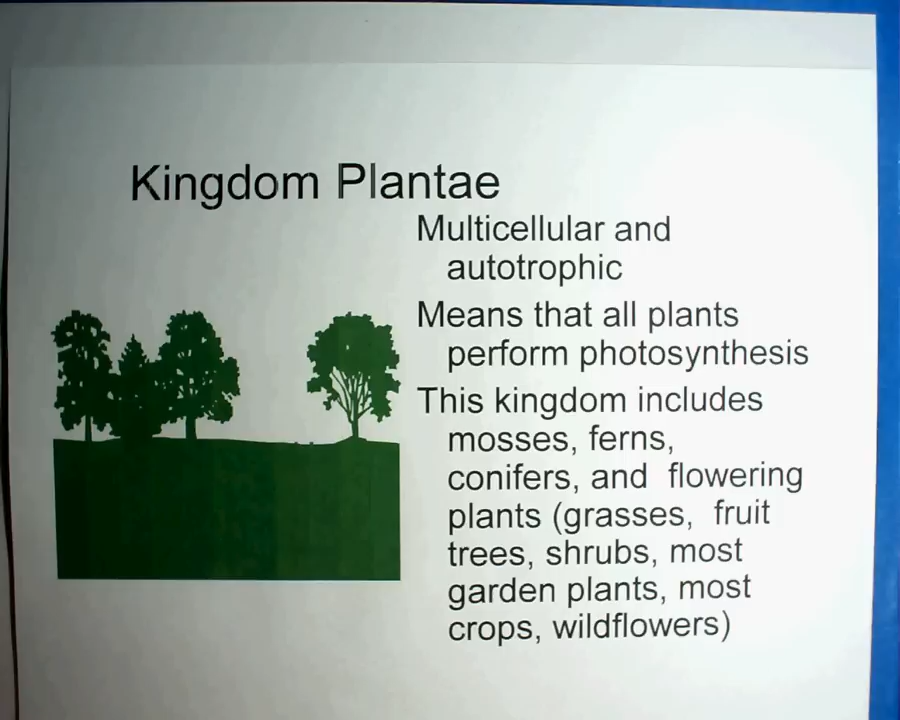 Kingdom Plantae
Multicellular and
autotrophic
Means that all plants
perform photosynthesis
This kingdom includes
mosses, ferns,
conifers, and flowering
plants (grasses, fruit
trees, shrubs, most
garden plants, most
crops, wildflowers)